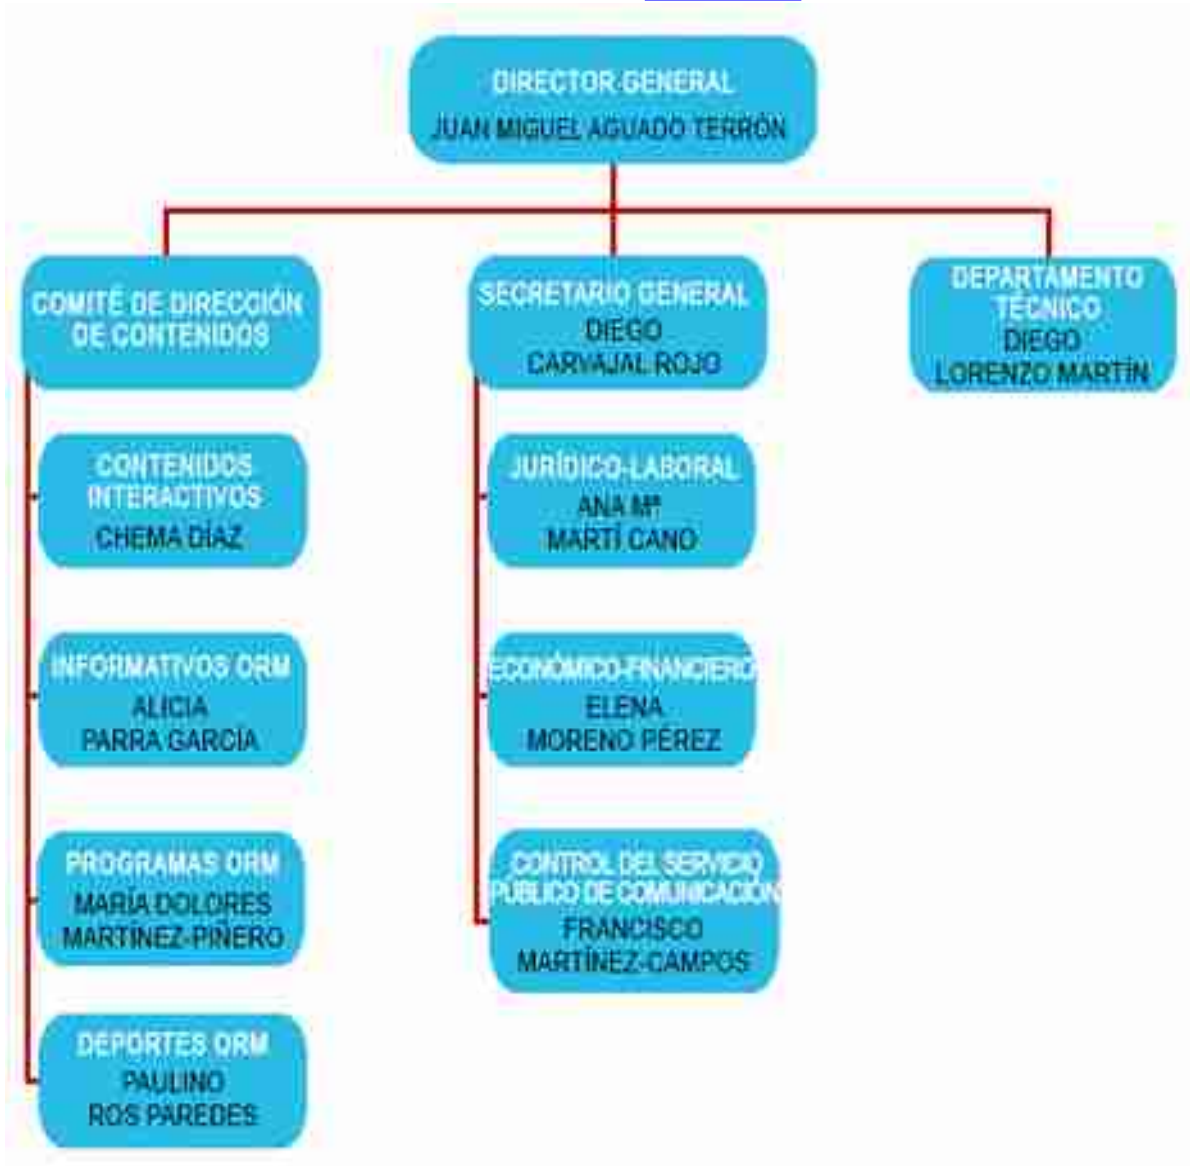 DIRECTOR GENERAL
JUAN MIGUEL AGUADO TERRÓN
COMITÉ DE DIRECCIÓN
DE CONTENIDOS
CONTENIDOS
INTERACTIVOS
CHEMA DÍAZ
INFORMATIVOS ORM
ALICIA
PARRA GARCÍA
PROGRAMAS ORM
MARÍA DOLORES
MARTÍNEZ-PIÑERO
DEPORTES ORM
PAULINO
ROS PAREDES
SECRETARIO GENERAL
DIEGO
CARVAJAL ROJO
JURÍDICO-LABORAL
ANA Mª
MARTÍ CANO
ECONÓMICO-FINANCIERO
ELENA
MORENO PÉREZ
CONTROL DEL SERVICIO
PÚBLICO DE COMUNICACIÓN
FRANCISCO
MARTÍNEZ-CAMPOS
DEPARTAMENTO
TÉCNICO
DIEGO
LORENZO MARTÍN